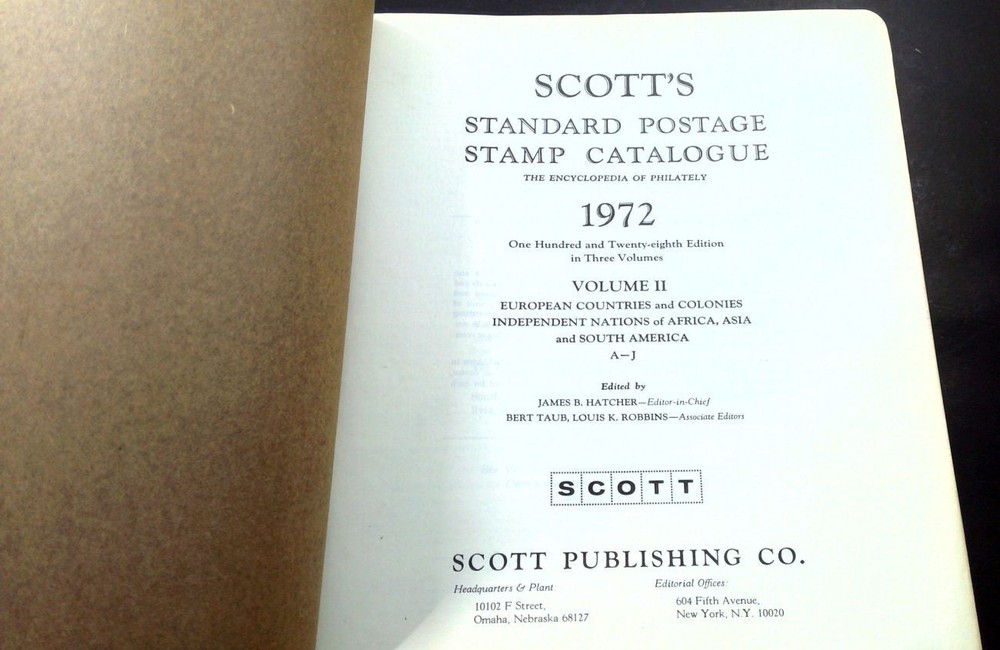 SCOTT'S
STANDARD POSTAGE
STAMP CATALOGUE
THE ENCYCLOPEDIA OF PHILATELY
1972
One Hundred and Twenty-eighth Edition
in Three Volumes
VOLUME II
EUROPEAN COUNTRIES and COLONIES
INDEPENDENT NATIONS of AFRICA, ASIA
and SOUTH AMERICA
A—J
Edited by
JAMES B. HATCHER—Editor-in-Chief
BERT TAUB, LOUIS K. ROBBINS—Associate Editors
SCOTT
SCOTT PUBLISHING CO.
Headquarters & Plant:
10102 F Street,
Omaha, Nebraska 68127
Editorial Offices:
604 Fifth Avenue,
New York, N.Y. 10020